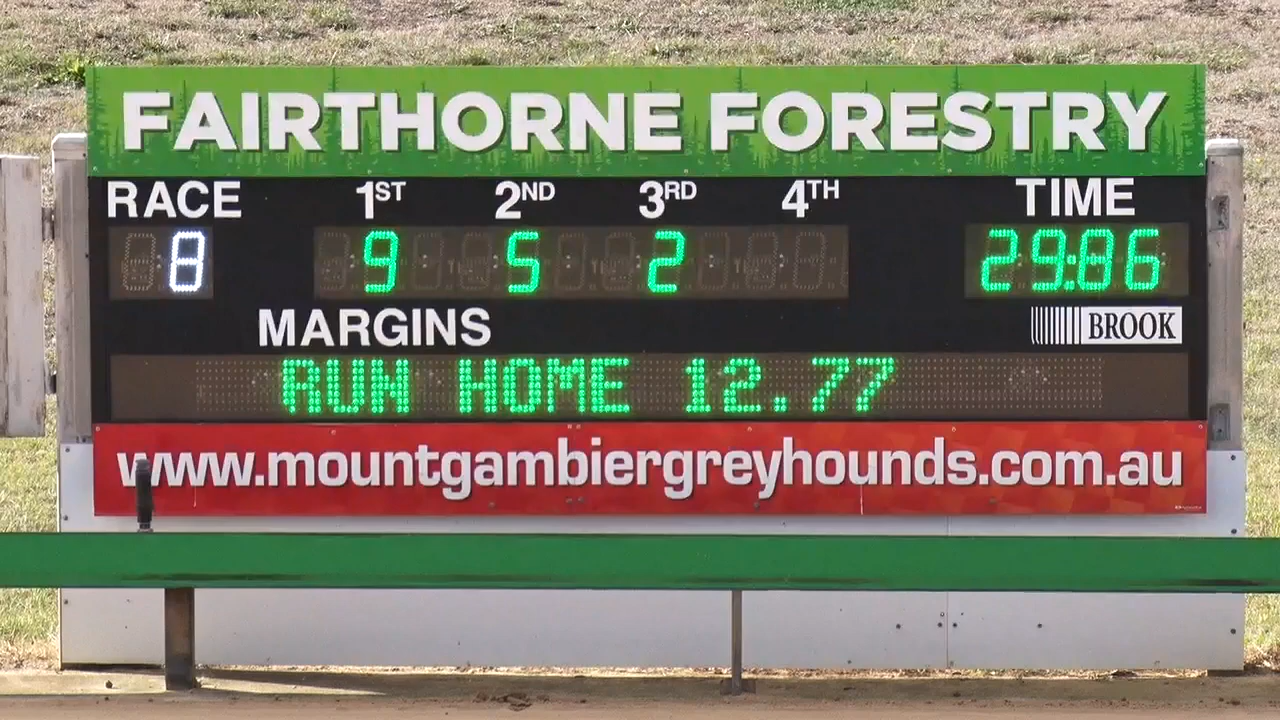 FAIRTHORNE FORESTRY
RACE 1ST 2ND 3RD 4TH TIME
8 9 5 2 29:86
MARGINS BROOK
RUN HOME 12.77
www.mountgambiergreyhounds.com.au